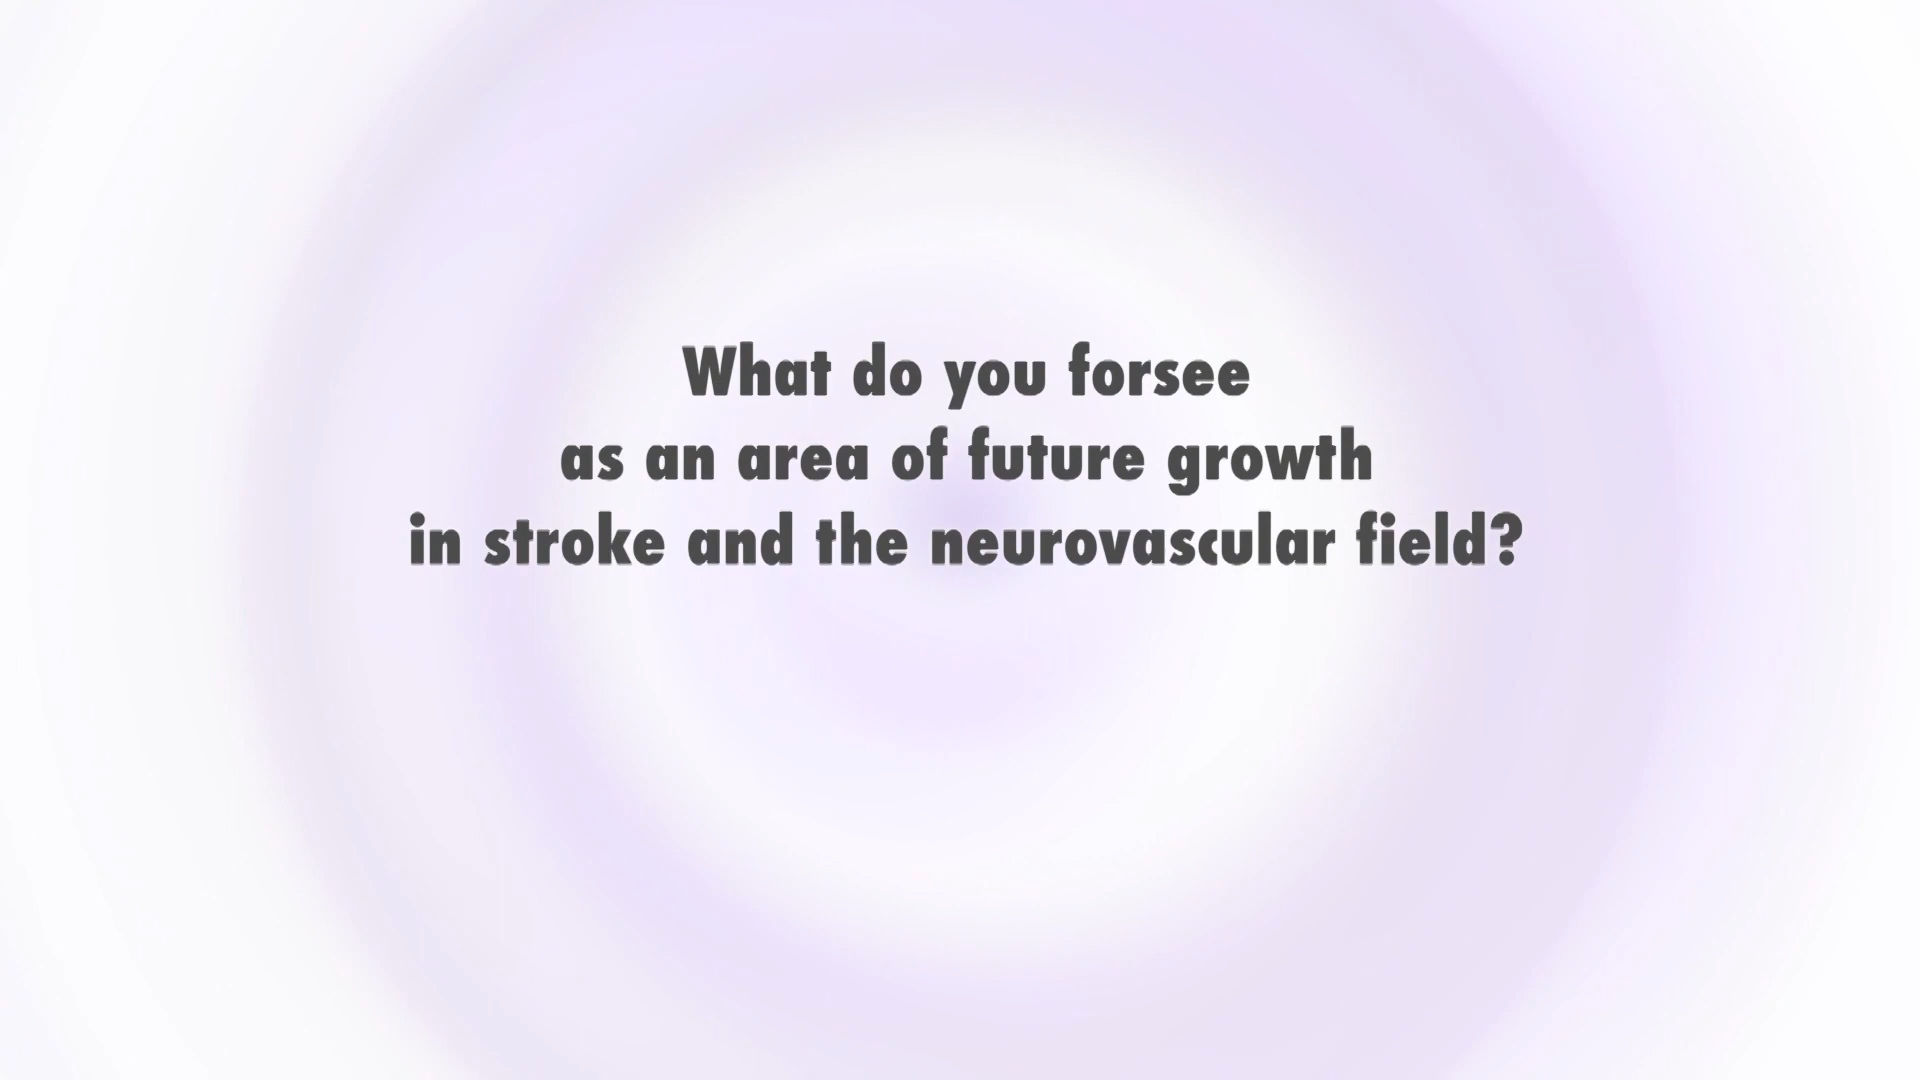 What do you forsee
as an area of future growth
in stroke and the neurovascular field?